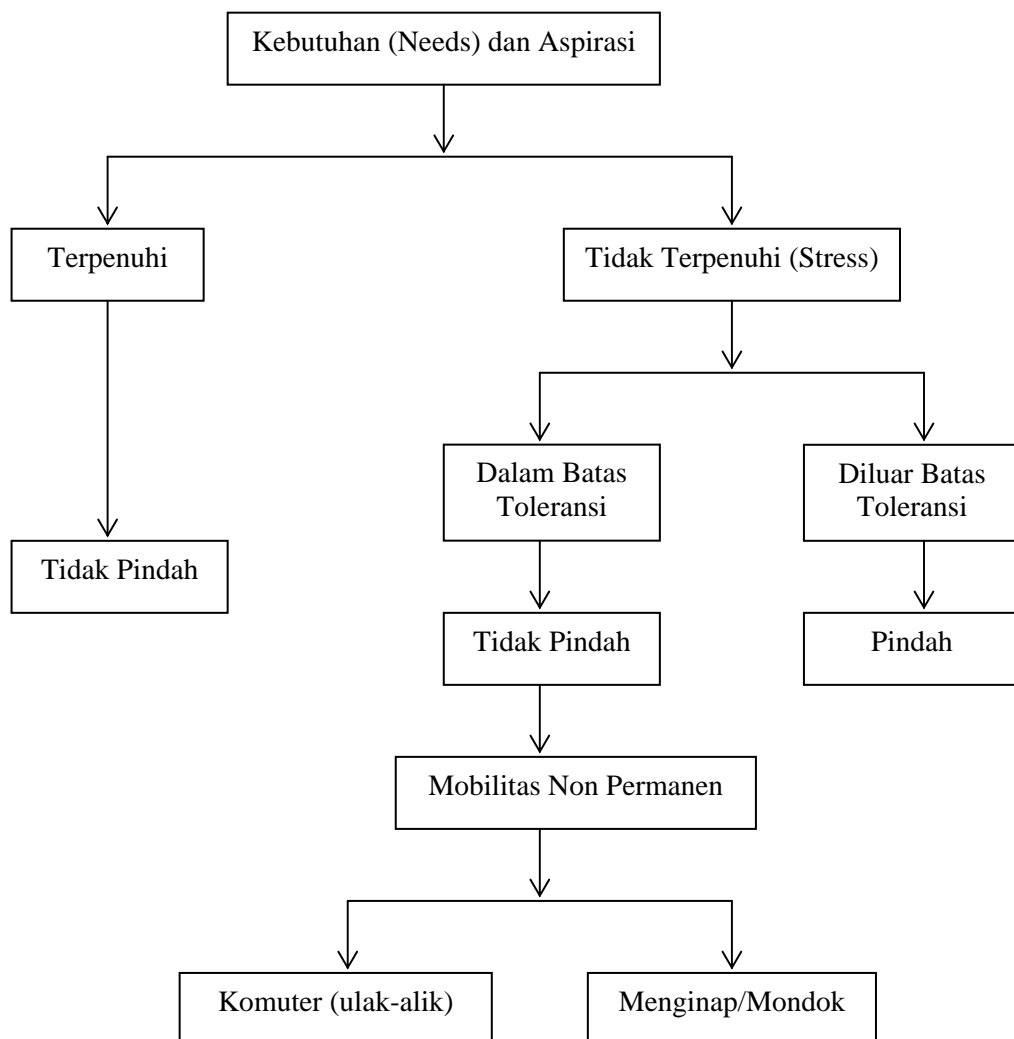 Kebutuhan (Needs) dan Aspirasi
Terpenuhi
Tidak Terpenuhi (Stress)
Dalam Batas
Toleransi
Diluar Batas
Toleransi
Tidak Pindah
Tidak Pindah
Pindah
Mobilitas Non Permanen
Komuter (ulak-alik)
Menginap/Mondok